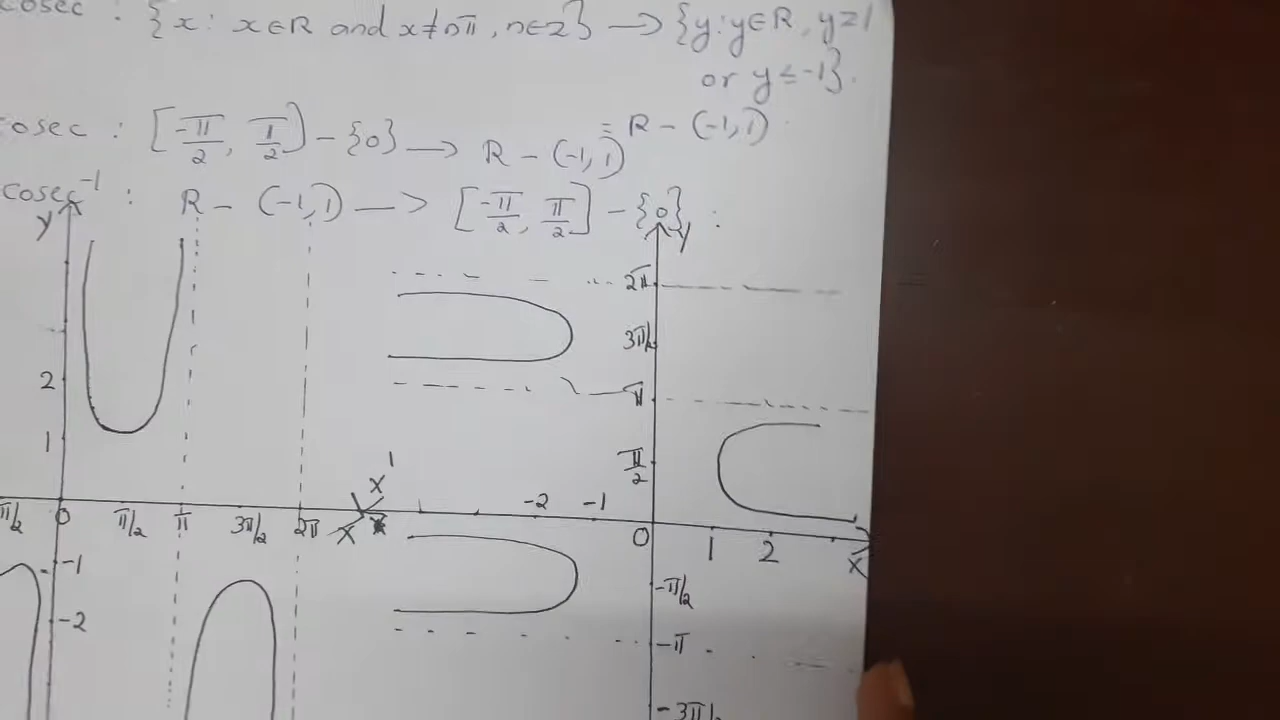 cosec : {x : x∈R and x≠nπ, n∈z} → {y : y∈R, y≥1
or y ≤ -1}.
= R - (-1, 1)
cosec : [-π/2, π/2] - {0} → R - (-1, 1)
cosec⁻¹ : R - (-1, 1) → [-π/2, π/2] - {0} :
y
y
2π
3π/2
2
π
1
π/2
x'
-2 -1
π/2 0 π/2 π 3π/2 2π x
0 1 2 x
-1
-π/2
-2
-π
-3π/2